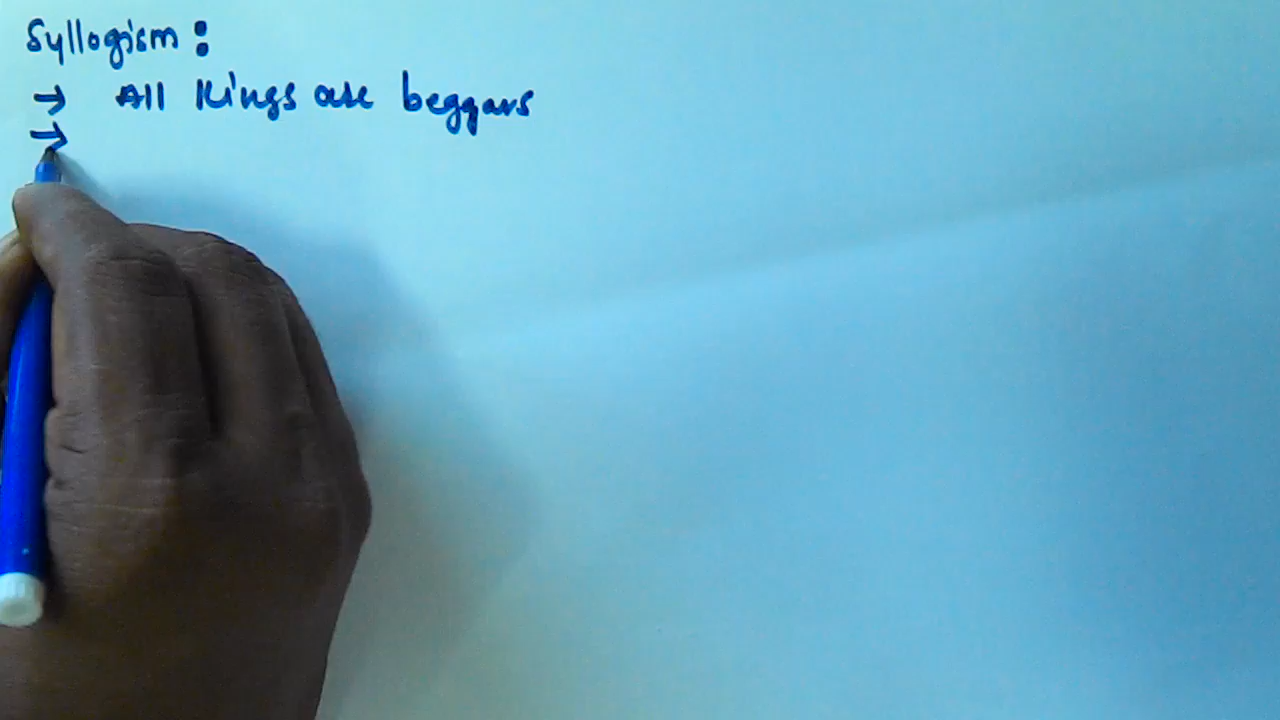 Syllogism :
→ All Kings are beggars
→